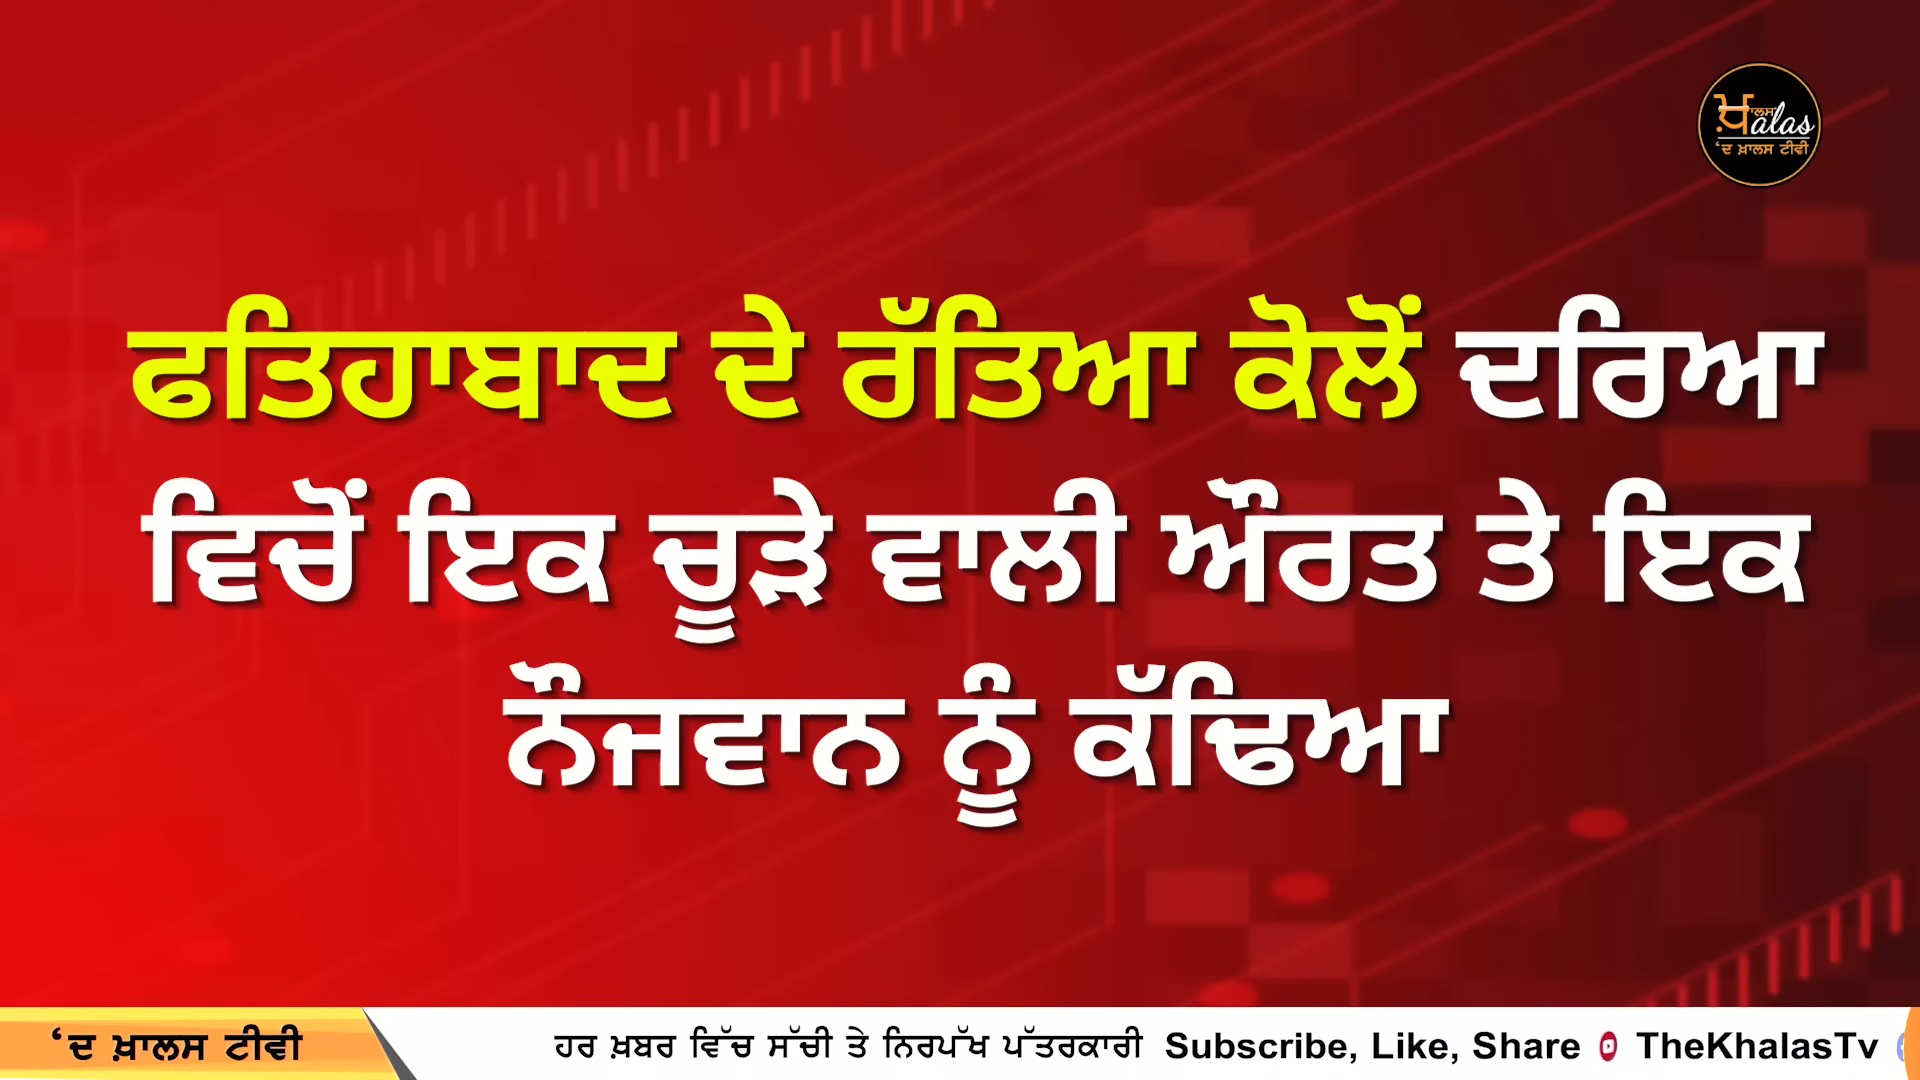 ਖ਼ਾਲਸ
alas
‘ਦ ਖ਼ਾਲਸ ਟੀਵੀ
ਫਤਿਹਾਬਾਦ ਦੇ ਰੱਤਿਆ ਕੋਲੋਂ ਦਰਿਆ
ਵਿਚੋਂ ਇਕ ਚੂੜੇ ਵਾਲੀ ਔਰਤ ਤੇ ਇਕ
ਨੌਜਵਾਨ ਨੂੰ ਕੱਢਿਆ
‘ਦ ਖ਼ਾਲਸ ਟੀਵੀ
ਹਰ ਖ਼ਬਰ ਵਿੱਚ ਸੱਚੀ ਤੇ ਨਿਰਪੱਖ ਪੱਤਰਕਾਰੀ Subscribe, Like, Share TheKhalasTv